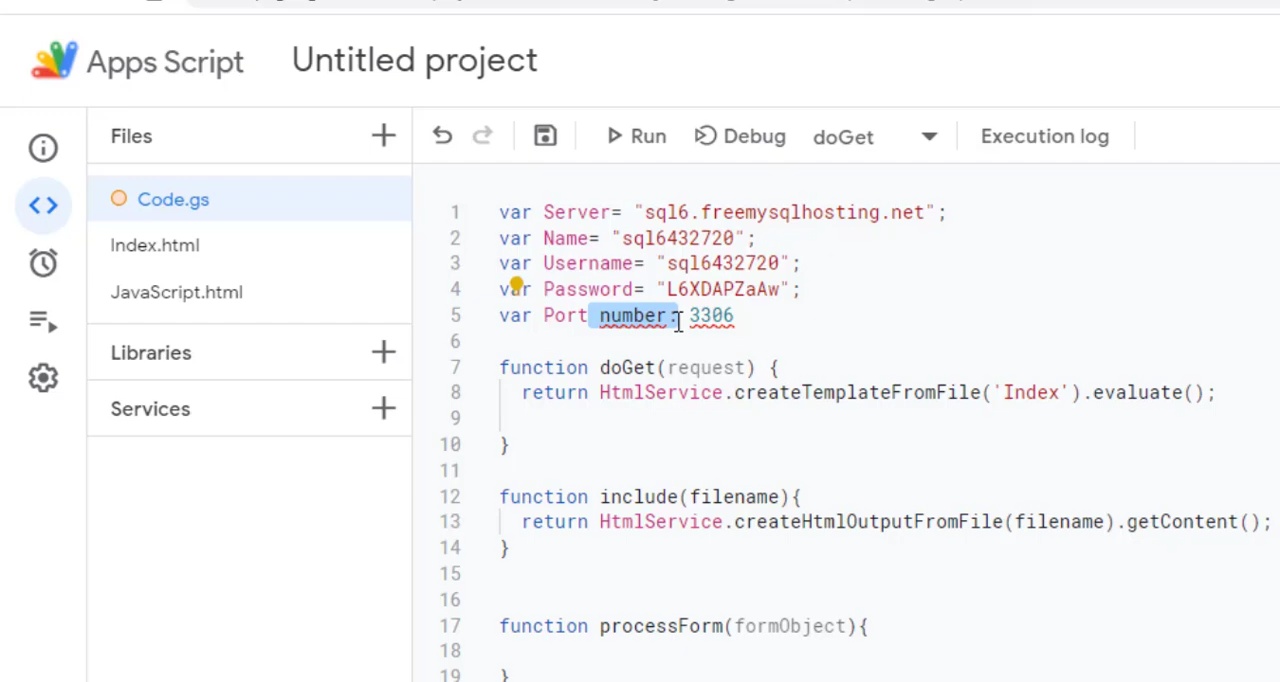 Apps Script Untitled project
Files
Run Debug doGet Execution log
Code.gs
Index.html
JavaScript.html
Libraries
Services
1 var Server= "sql6.freemysqlhosting.net";
2 var Name= "sql6432720";
3 var Username= "sql6432720";
4 var Password= "L6XDAPZaAw";
5 var Port number: 3306
6
7 function doGet(request) {
8 return HtmlService.createTemplateFromFile('Index').evaluate();
9
10 }
11
12 function include(filename){
13 return HtmlService.createHtmlOutputFromFile(filename).getContent();
14 }
15
16
17 function processForm(formObject){
18
19 }